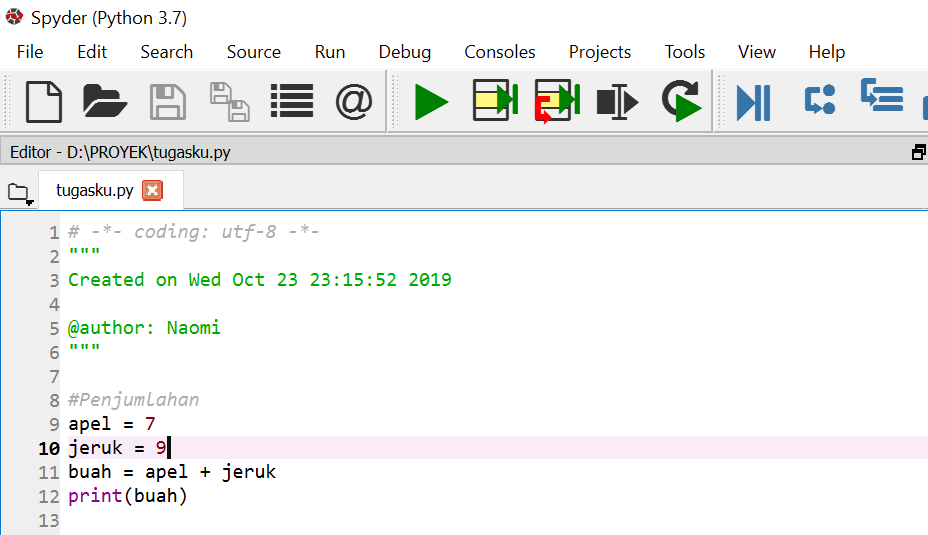 Spyder (Python 3.7)
File Edit Search Source Run Debug Consoles Projects Tools View Help
Editor - D:\PROYEK\tugasku.py
tugasku.py
1 # -*- coding: utf-8 -*-
2 """
3 Created on Wed Oct 23 23:15:52 2019
4
5 @author: Naomi
6 """
7
8 #Penjumlahan
9 apel = 7
10 jeruk = 9
11 buah = apel + jeruk
12 print(buah)
13